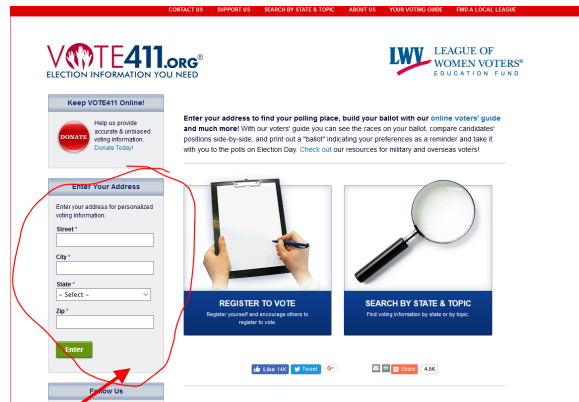 CONTACT US SUPPORT US SEARCH BY STATE & TOPIC ABOUT US YOUR VOTING GUIDE FIND A LOCAL LEAGUE
VOTE411.ORG®
ELECTION INFORMATION YOU NEED
LWV LEAGUE OF
WOMEN VOTERS®
EDUCATION FUND
Keep VOTE411 Online!
DONATE
Help us provide
accurate & unbiased
voting information.
Donate Today!
Enter your address to find your polling place, build your ballot with our online voters' guide
and much more! With our voters' guide you can see the races on your ballot, compare candidates'
positions side-by-side, and print out a "ballot" indicating your preferences as a reminder and take it
with you to the polls on Election Day. Check out our resources for military and overseas voters!
Enter Your Address
Enter your address for personalized
voting information.
Street *
City *
State *
- Select -
Zip *
Enter
Follow Us
REGISTER TO VOTE
Register yourself and encourage others to
register to vote.
SEARCH BY STATE & TOPIC
Find voting information by state or by topic.
Like 14K Tweet G+ Share 4.5K